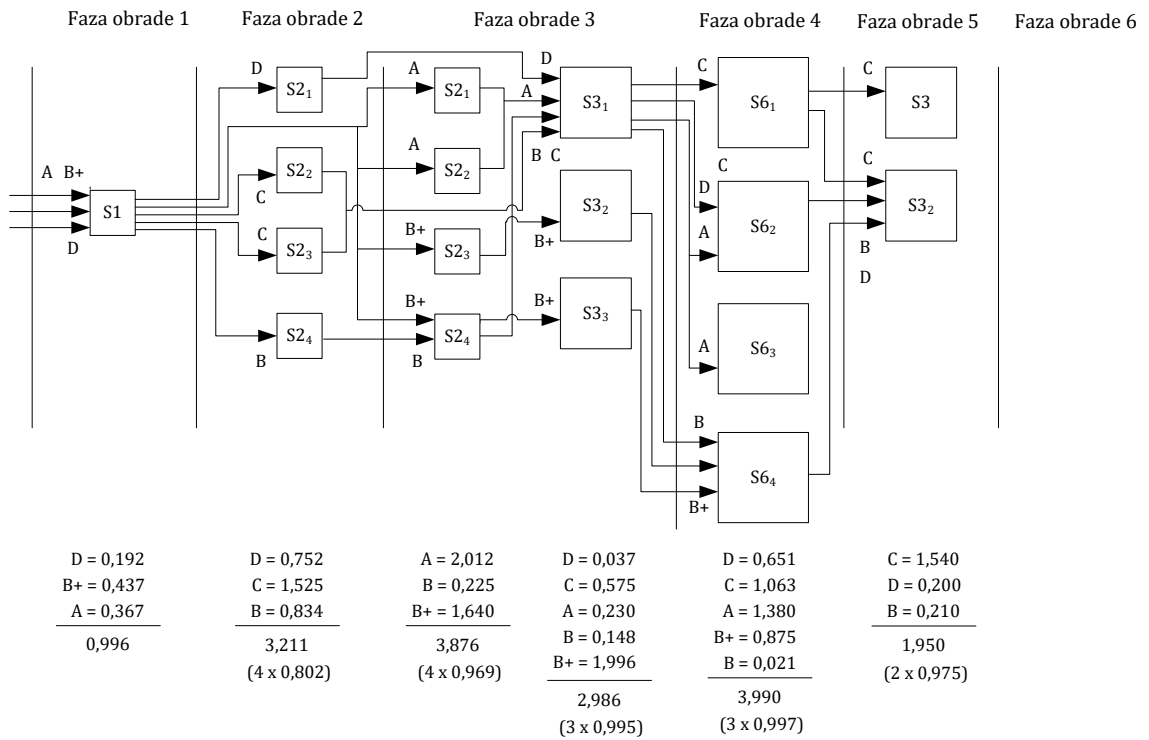 Faza obrade 1 Faza obrade 2 Faza obrade 3 Faza obrade 4 Faza obrade 5 Faza obrade 6
D S2₁
A S2₁
D
A S3₁
C S6₁
C S3
A B+
S1
D
C S2₂
A S2₂
B C
C
C S3₂
S3₂
B+
D
A S6₂
B
D
C S2₃
B+ S2₃
B+ S3₃
B S2₄
B+
B S2₄
A S6₃
B
B+ S6₄
D = 0,192
B+ = 0,437
A = 0,367
0,996
D = 0,752
C = 1,525
B = 0,834
3,211
(4 x 0,802)
A = 2,012
B = 0,225
B+ = 1,640
3,876
(4 x 0,969)
D = 0,037
C = 0,575
A = 0,230
B = 0,148
B+ = 1,996
2,986
(3 x 0,995)
D = 0,651
C = 1,063
A = 1,380
B+ = 0,875
B = 0,021
3,990
(3 x 0,997)
C = 1,540
D = 0,200
B = 0,210
1,950
(2 x 0,975)